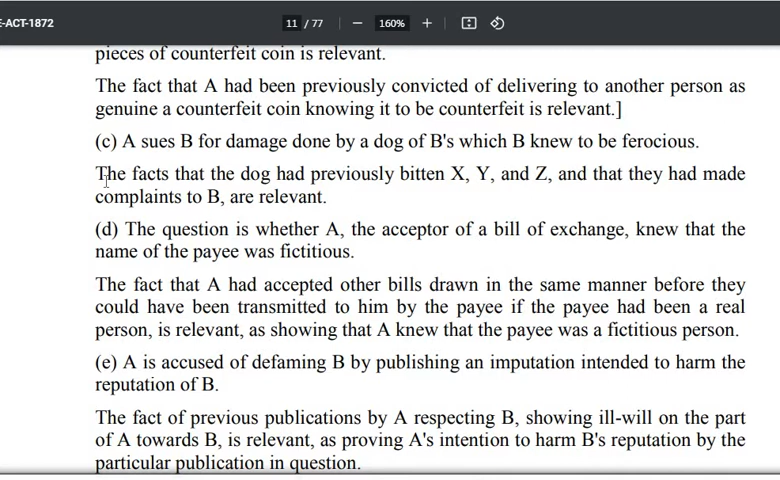 E-ACT-1872
11 / 77
160%
pieces of counterfeit coin is relevant.
The fact that A had been previously convicted of delivering to another person as
genuine a counterfeit coin knowing it to be counterfeit is relevant.]
(c) A sues B for damage done by a dog of B's which B knew to be ferocious.
The facts that the dog had previously bitten X, Y, and Z, and that they had made
complaints to B, are relevant.
(d) The question is whether A, the acceptor of a bill of exchange, knew that the
name of the payee was fictitious.
The fact that A had accepted other bills drawn in the same manner before they
could have been transmitted to him by the payee if the payee had been a real
person, is relevant, as showing that A knew that the payee was a fictitious person.
(e) A is accused of defaming B by publishing an imputation intended to harm the
reputation of B.
The fact of previous publications by A respecting B, showing ill-will on the part
of A towards B, is relevant, as proving A's intention to harm B's reputation by the
particular publication in question.